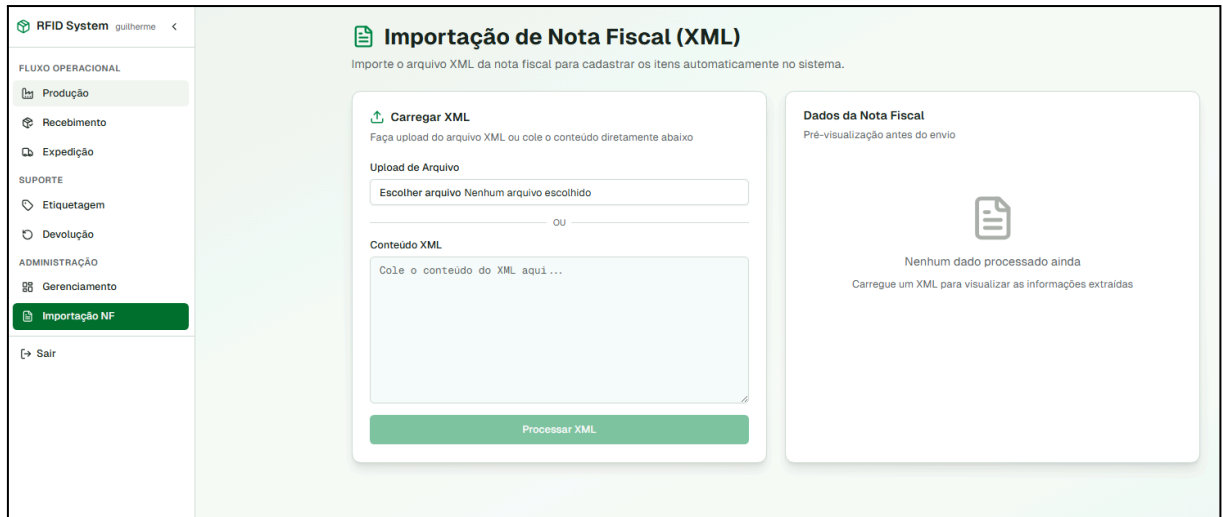 RFID System guilherme
FLUXO OPERACIONAL
Produção
Recebimento
Expedição
SUPORTE
Etiquetagem
Devolução
ADMINISTRAÇÃO
Gerenciamento
Importação NF
Sair
Importação de Nota Fiscal (XML)
Importe o arquivo XML da nota fiscal para cadastrar os itens automaticamente no sistema.
Carregar XML
Faça upload do arquivo XML ou cole o conteúdo diretamente abaixo
Upload de Arquivo
Escolher arquivo Nenhum arquivo escolhido
OU
Conteúdo XML
Cole o conteúdo do XML aqui...
Processar XML
Dados da Nota Fiscal
Pré-visualização antes do envio
Nenhum dado processado ainda
Carregue um XML para visualizar as informações extraídas